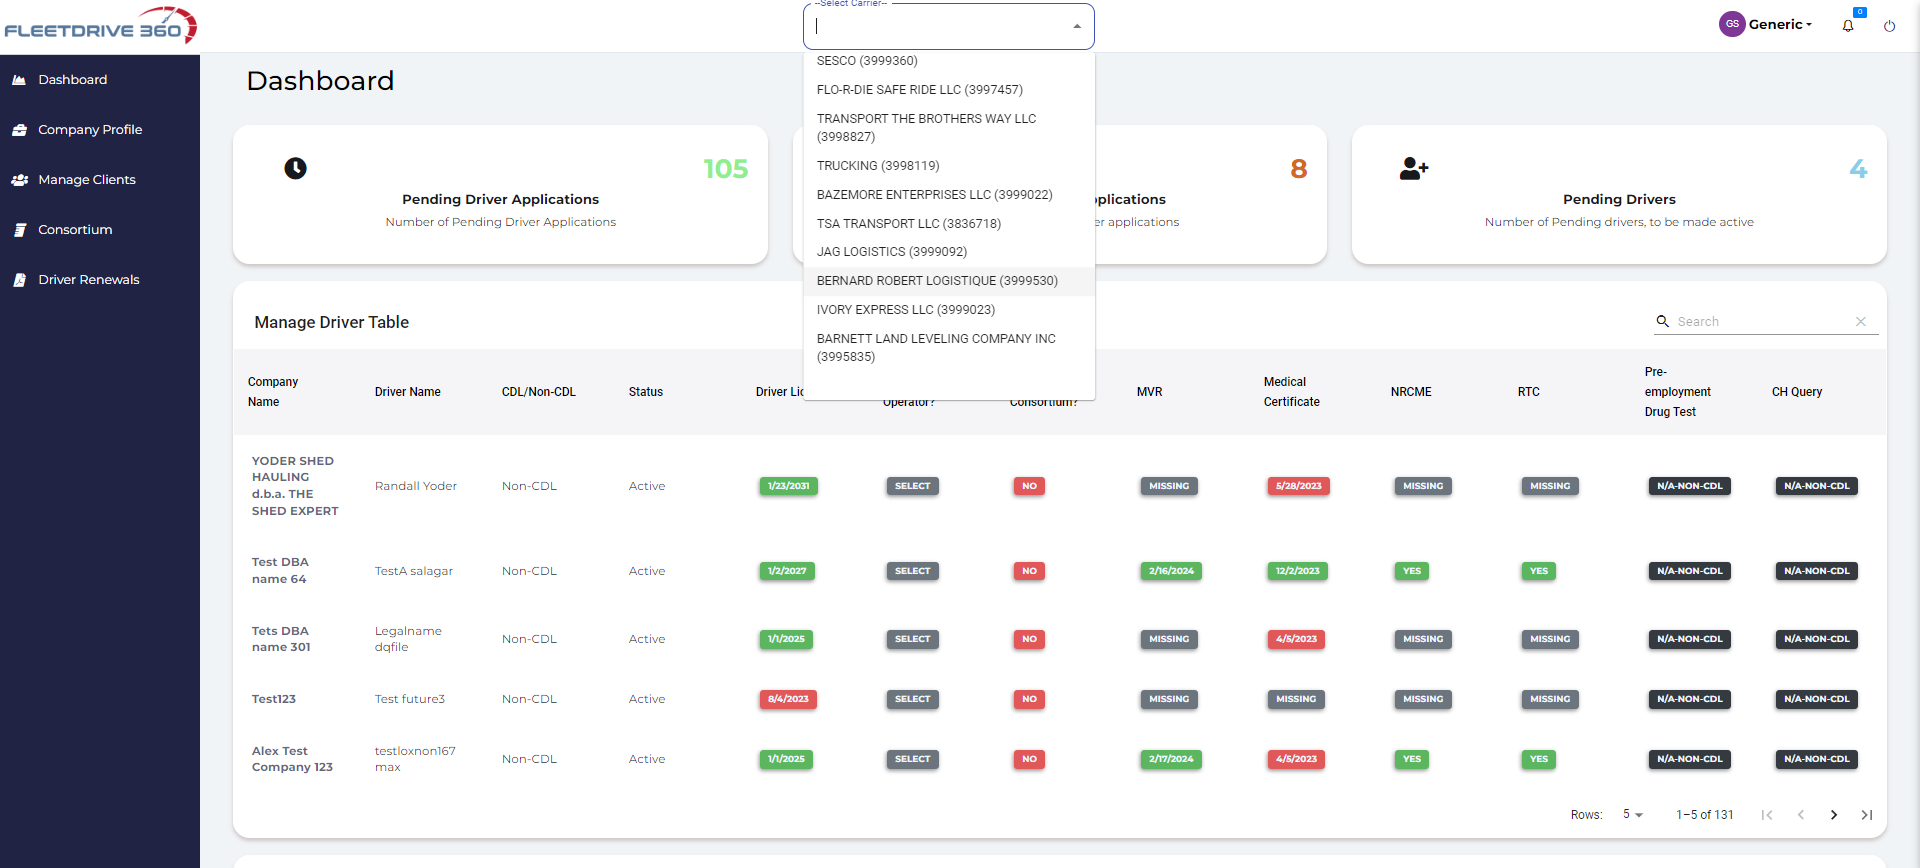 FLEETDRIVE 360
--Select Carrier--
GS Generic
0
Dashboard
Company Profile
Manage Clients
Consortium
Driver Renewals
Dashboard
SESCO (3999360)
FLO-R-DIE SAFE RIDE LLC (3997457)
TRANSPORT THE BROTHERS WAY LLC
(3998827)
TRUCKING (3998119)
BAZEMORE ENTERPRISES LLC (3999022)
TSA TRANSPORT LLC (3836718)
JAG LOGISTICS (3999092)
BERNARD ROBERT LOGISTIQUE (3999530)
IVORY EXPRESS LLC (3999023)
BARNETT LAND LEVELING COMPANY INC
(3995835)
105
Pending Driver Applications
Number of Pending Driver Applications
8
plications
er applications
4
Pending Drivers
Number of Pending drivers, to be made active
Manage Driver Table
Search
Company
Name
Driver Name
CDL/Non-CDL
Status
Driver Lic
Operator?
Consortium?
MVR
Medical
Certificate
NRCME
RTC
Pre-
employment
Drug Test
CH Query
YODER SHED
HAULING
d.b.a. THE
SHED EXPERT
Randall Yoder
Non-CDL
Active
1/23/2031
SELECT
NO
MISSING
5/28/2023
MISSING
MISSING
N/A-NON-CDL
N/A-NON-CDL
Test DBA
name 64
TestA salagar
Non-CDL
Active
1/2/2027
SELECT
NO
2/16/2024
12/2/2023
YES
YES
N/A-NON-CDL
N/A-NON-CDL
Tets DBA
name 301
Legalname
dqfile
Non-CDL
Active
1/1/2025
SELECT
NO
MISSING
4/5/2023
MISSING
MISSING
N/A-NON-CDL
N/A-NON-CDL
Test123
Test future3
Non-CDL
Active
8/4/2023
SELECT
NO
MISSING
MISSING
MISSING
MISSING
N/A-NON-CDL
N/A-NON-CDL
Alex Test
Company 123
testloxnon167
max
Non-CDL
Active
1/1/2025
SELECT
NO
2/17/2024
4/5/2023
YES
YES
N/A-NON-CDL
N/A-NON-CDL
Rows: 5 1–5 of 131